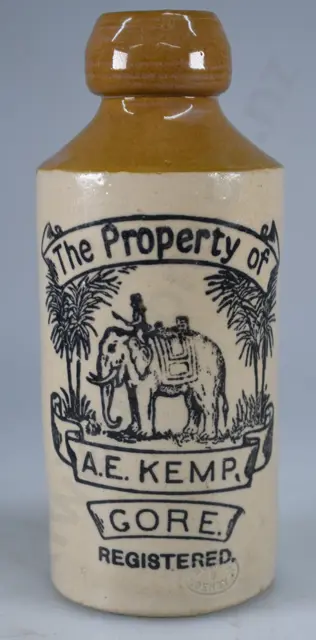 The Property of
A.E. KEMP,
GORE.
REGISTERED.